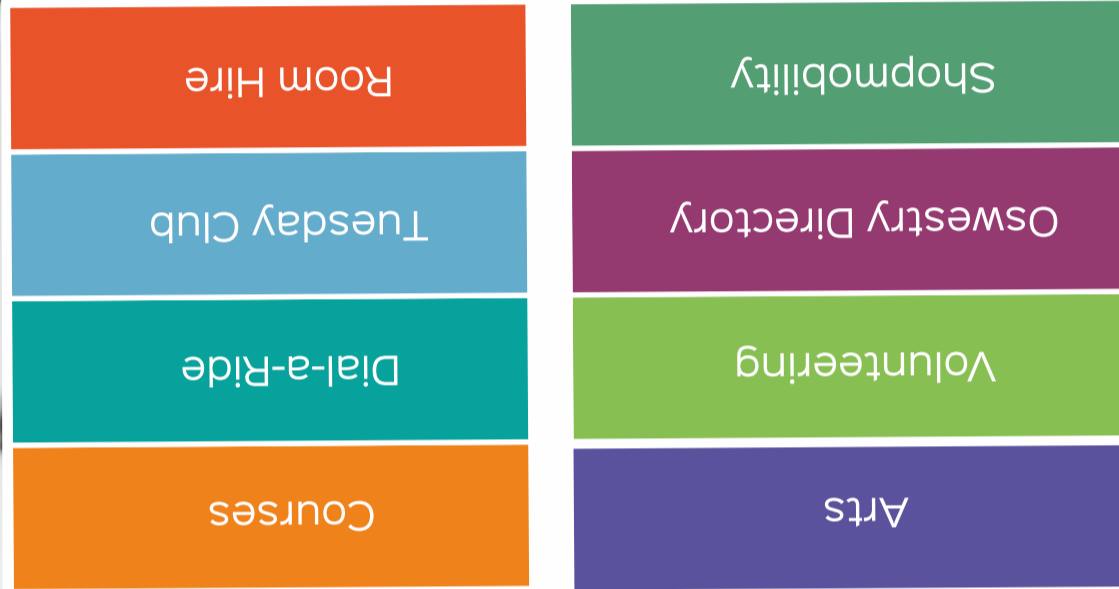 Arts
Courses
Volunteering
Dial-a-Ride
Oswestry Directory
Tuesday Club
Shopmobility
Room Hire